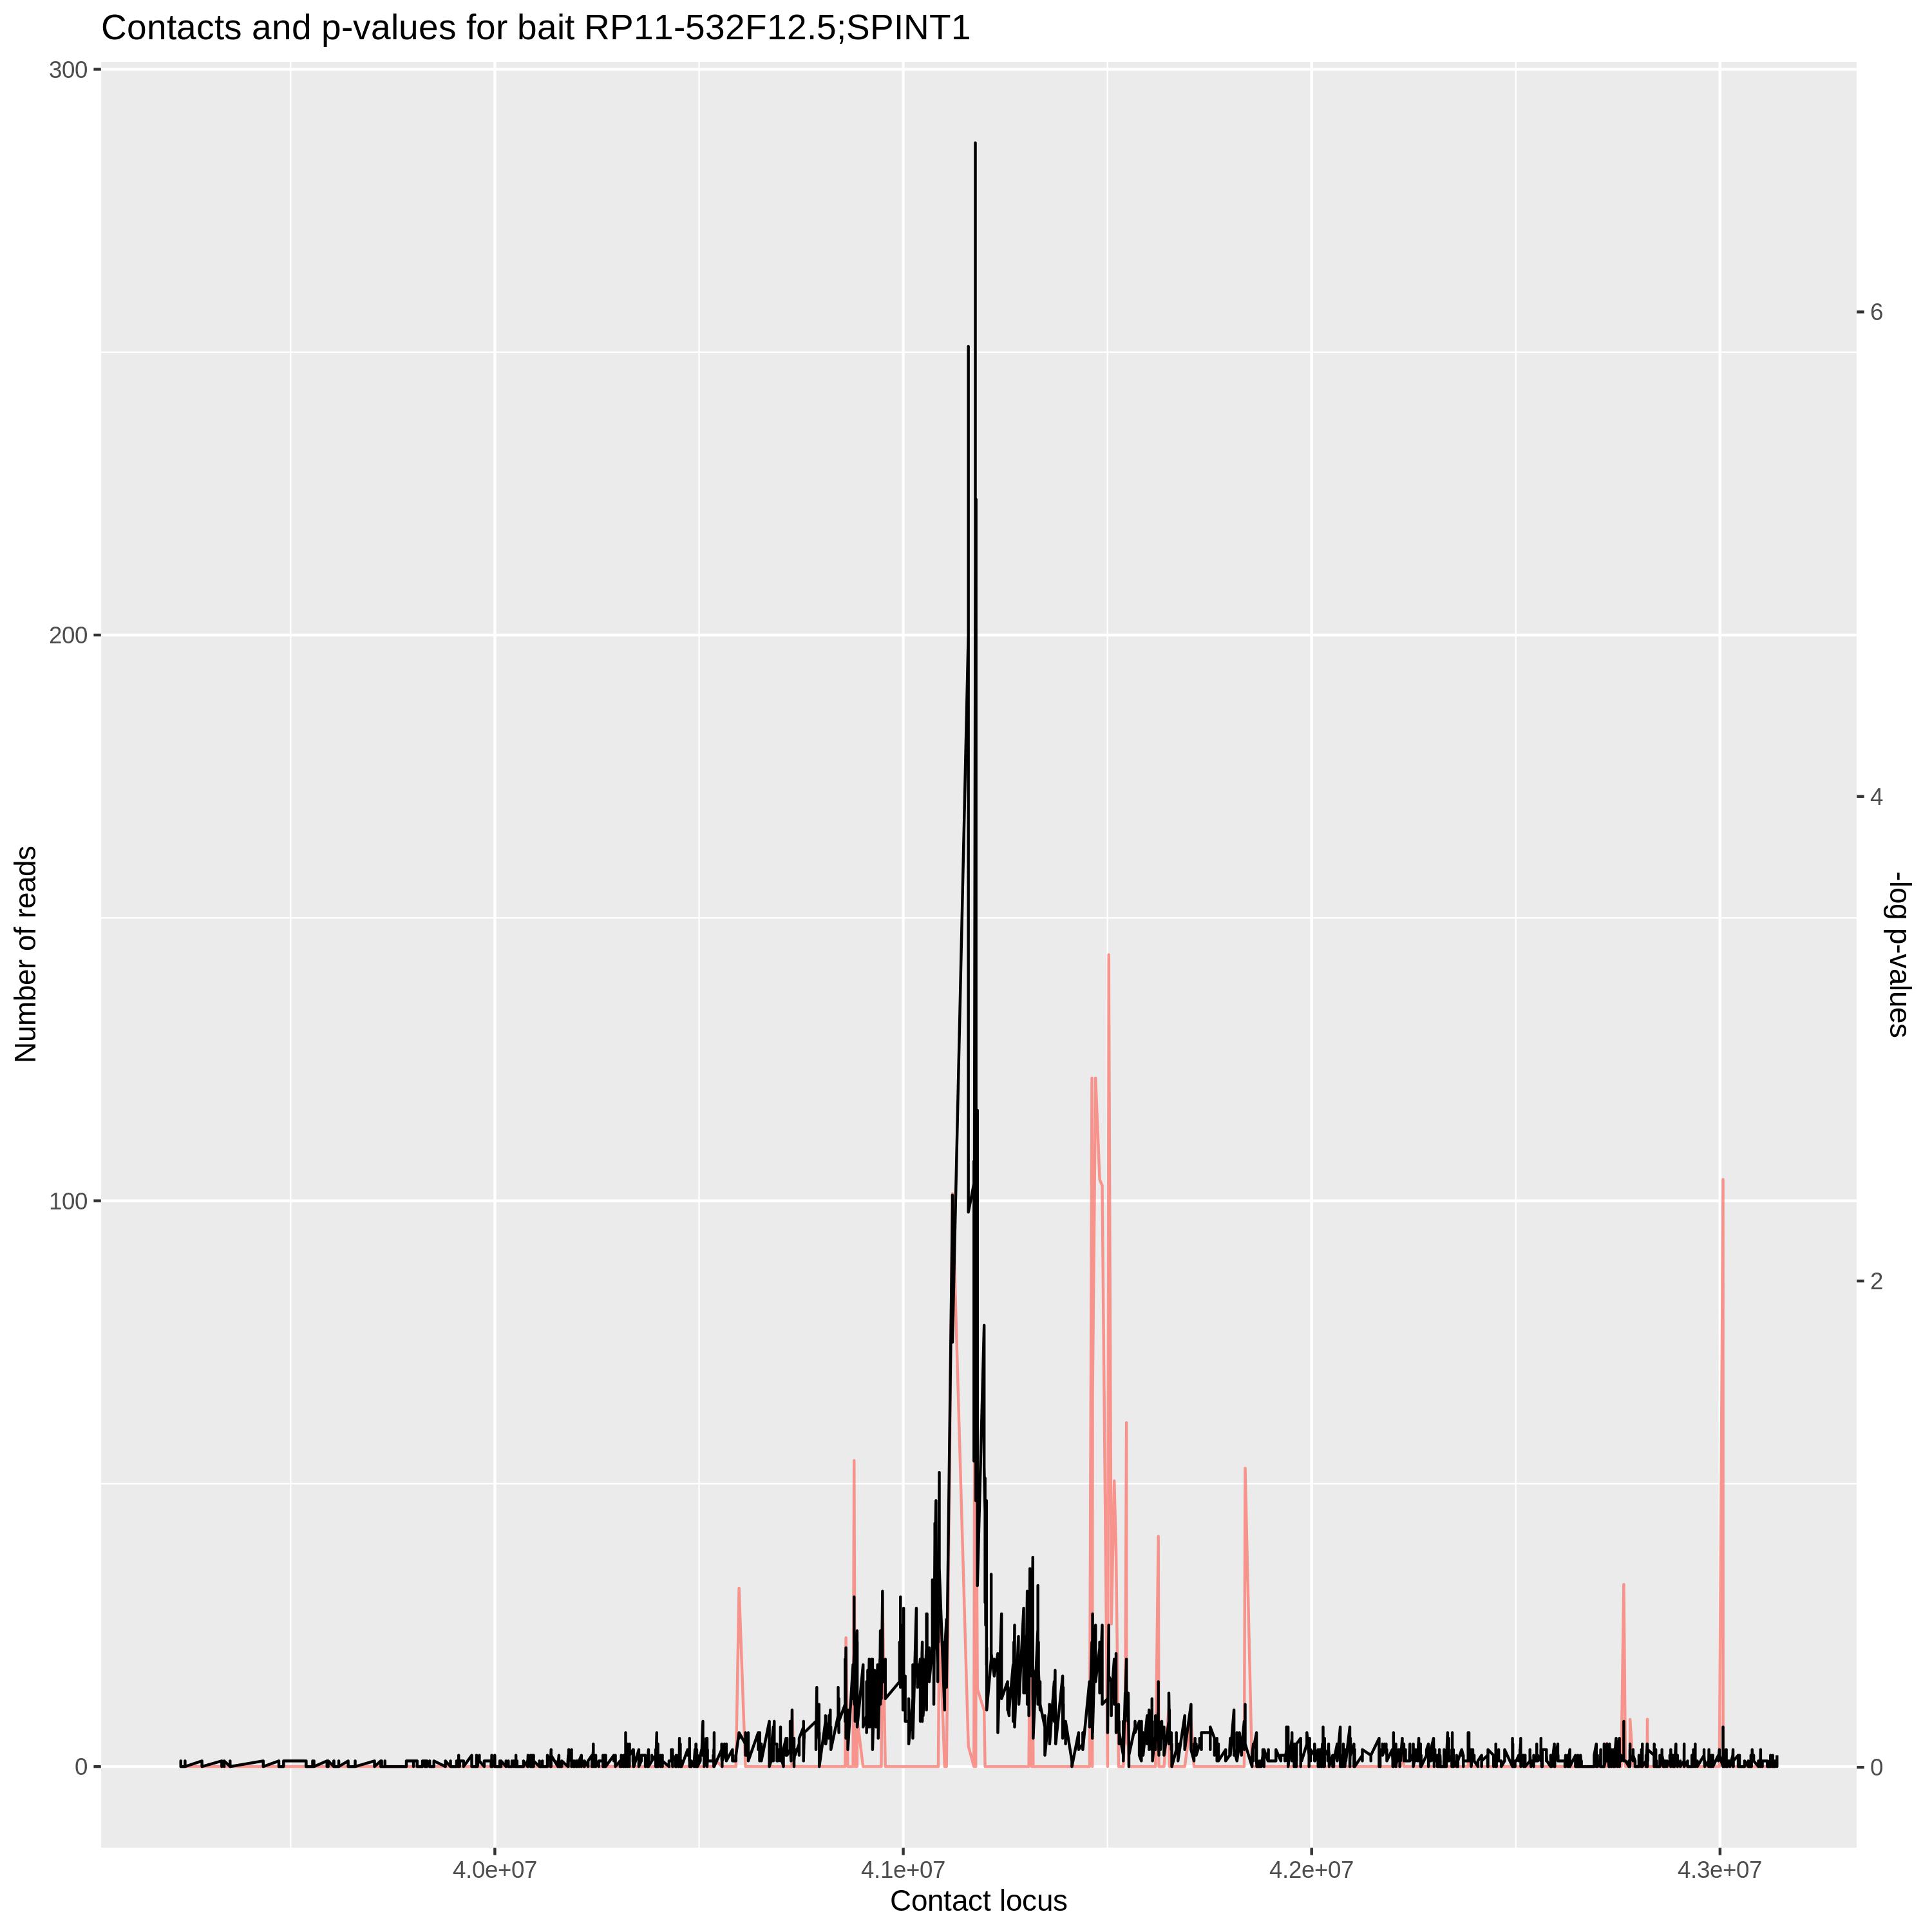 Contacts and p-values for bait RP11-532F12.5;SPINT1
300
200
100
0
Number of reads
6
4
2
0
-log p-values
4.0e+07 4.1e+07 4.2e+07 4.3e+07
Contact locus